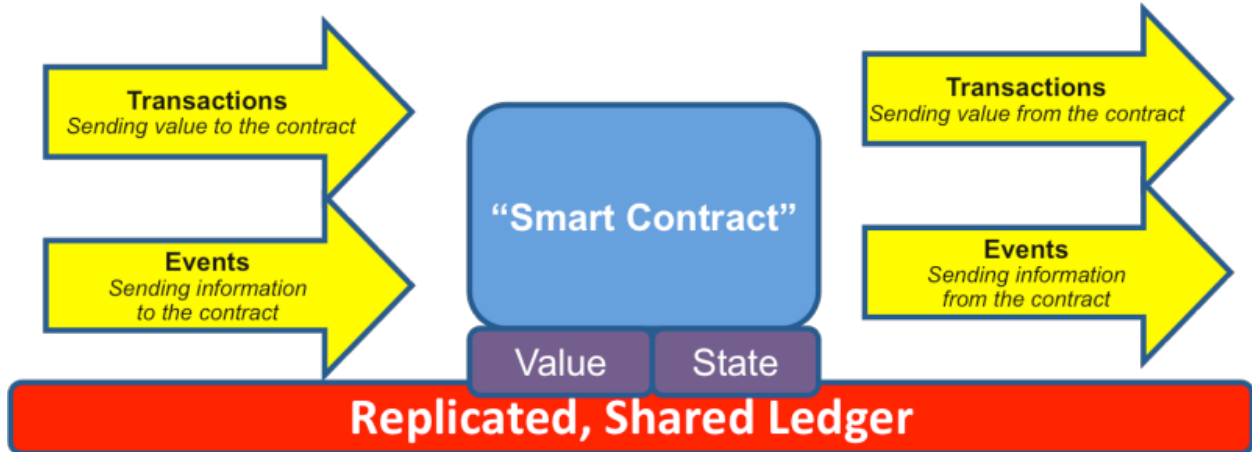 Transactions
Sending value to the contract
Events
Sending information
to the contract
“Smart Contract”
Value
State
Transactions
Sending value from the contract
Events
Sending information
from the contract
Replicated, Shared Ledger